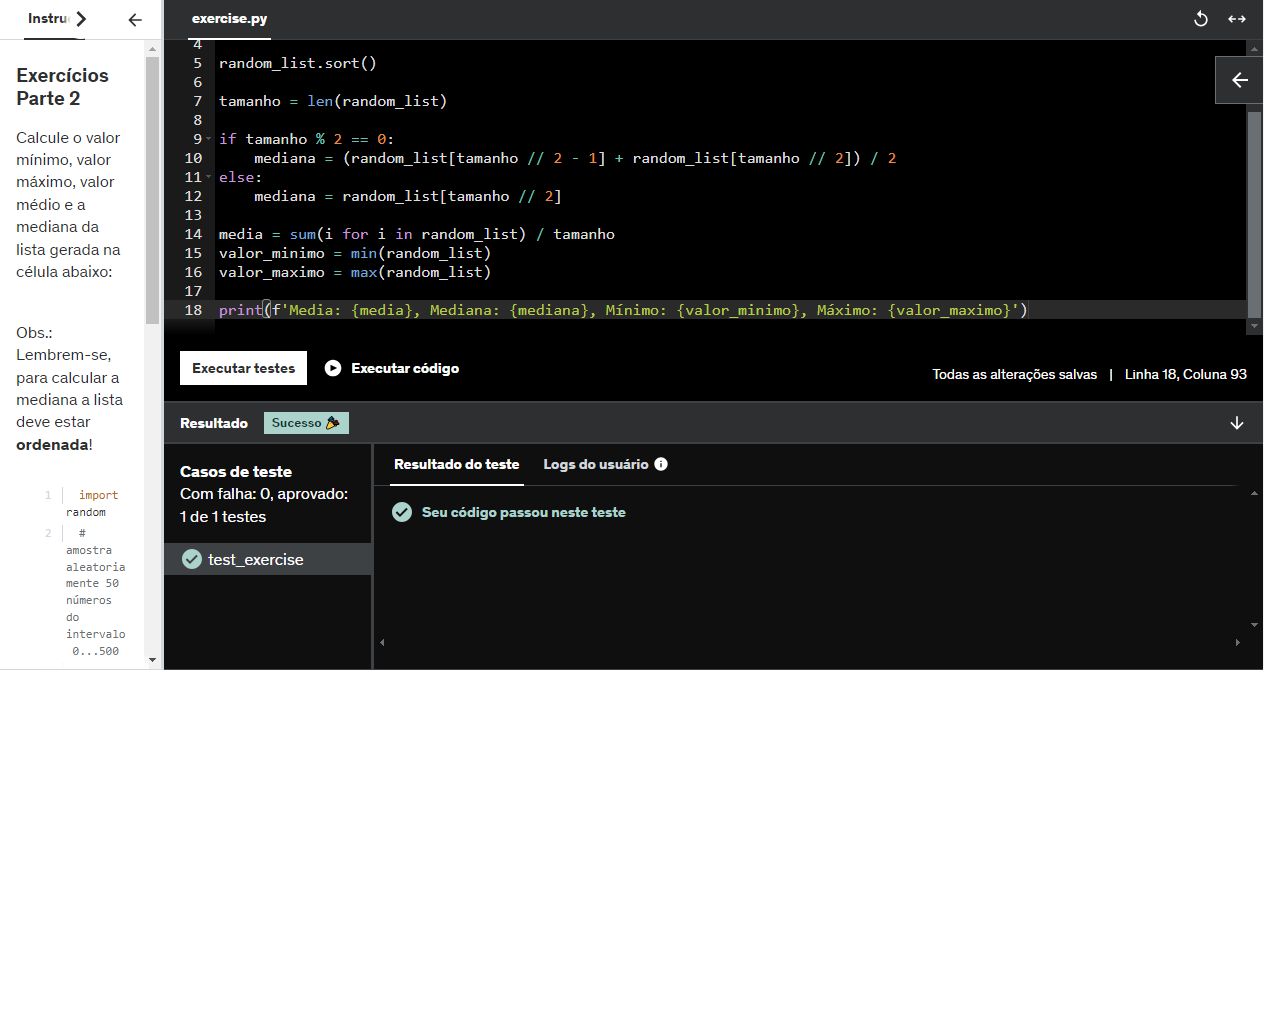 Instru
exercise.py
Exercícios
Parte 2
Calcule o valor
mínimo, valor
máximo, valor
médio e a
mediana da
lista gerada na
célula abaixo:
Obs.:
Lembrem-se,
para calcular a
mediana a lista
deve estar
ordenada!
1 import
random
2 #
amostra
aleatoria
mente 50
números
do
intervalo
0...500
4
5 random_list.sort()
6
7 tamanho = len(random_list)
8
9 if tamanho % 2 == 0:
10 mediana = (random_list[tamanho // 2 - 1] + random_list[tamanho // 2]) / 2
11 else:
12 mediana = random_list[tamanho // 2]
13
14 media = sum(i for i in random_list) / tamanho
15 valor_minimo = min(random_list)
16 valor_maximo = max(random_list)
17
18 print(f'Media: {media}, Mediana: {mediana}, Mínimo: {valor_minimo}, Máximo: {valor_maximo}')
Executar testes Executar código
Todas as alterações salvas | Linha 18, Coluna 93
Resultado Sucesso
Casos de teste
Com falha: 0, aprovado:
1 de 1 testes
test_exercise
Resultado do teste Logs do usuário
Seu código passou neste teste